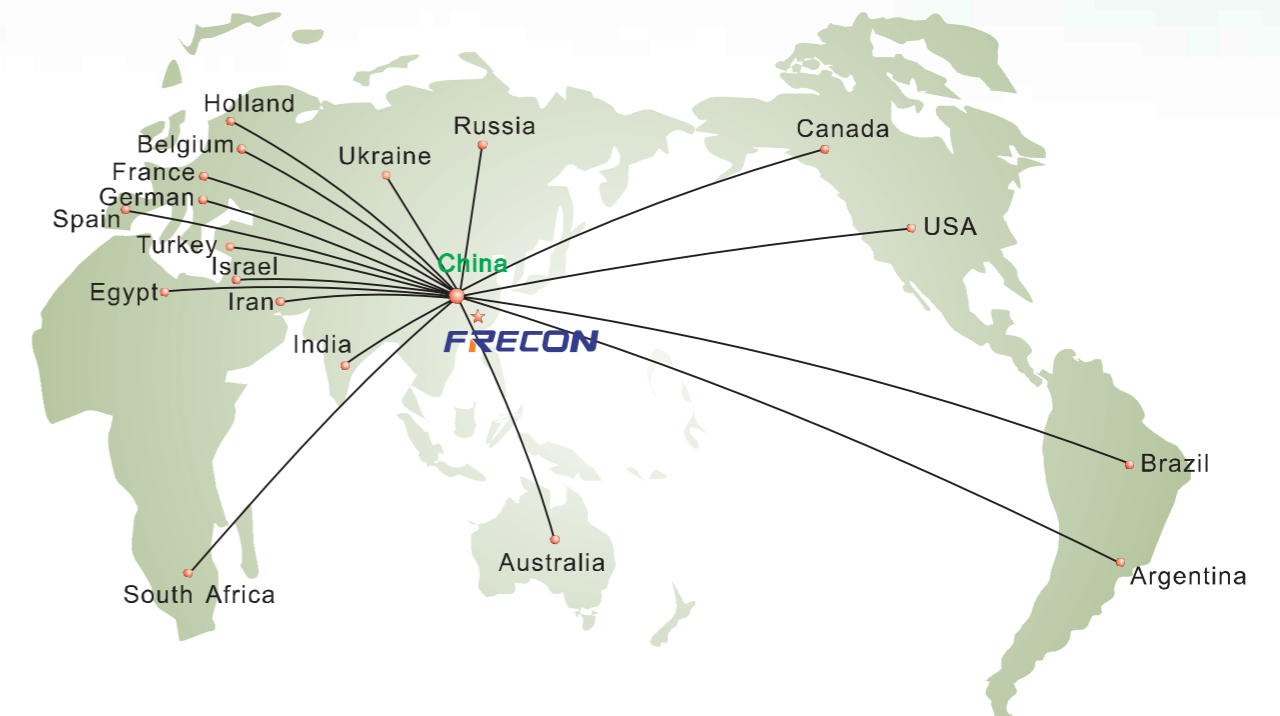 Holland
Russia
Canada
Belgium
Ukraine
France
German
Spain
USA
Turkey
China
Israel
Egypt
Iran
FRECON
India
Brazil
Australia
Argentina
South Africa